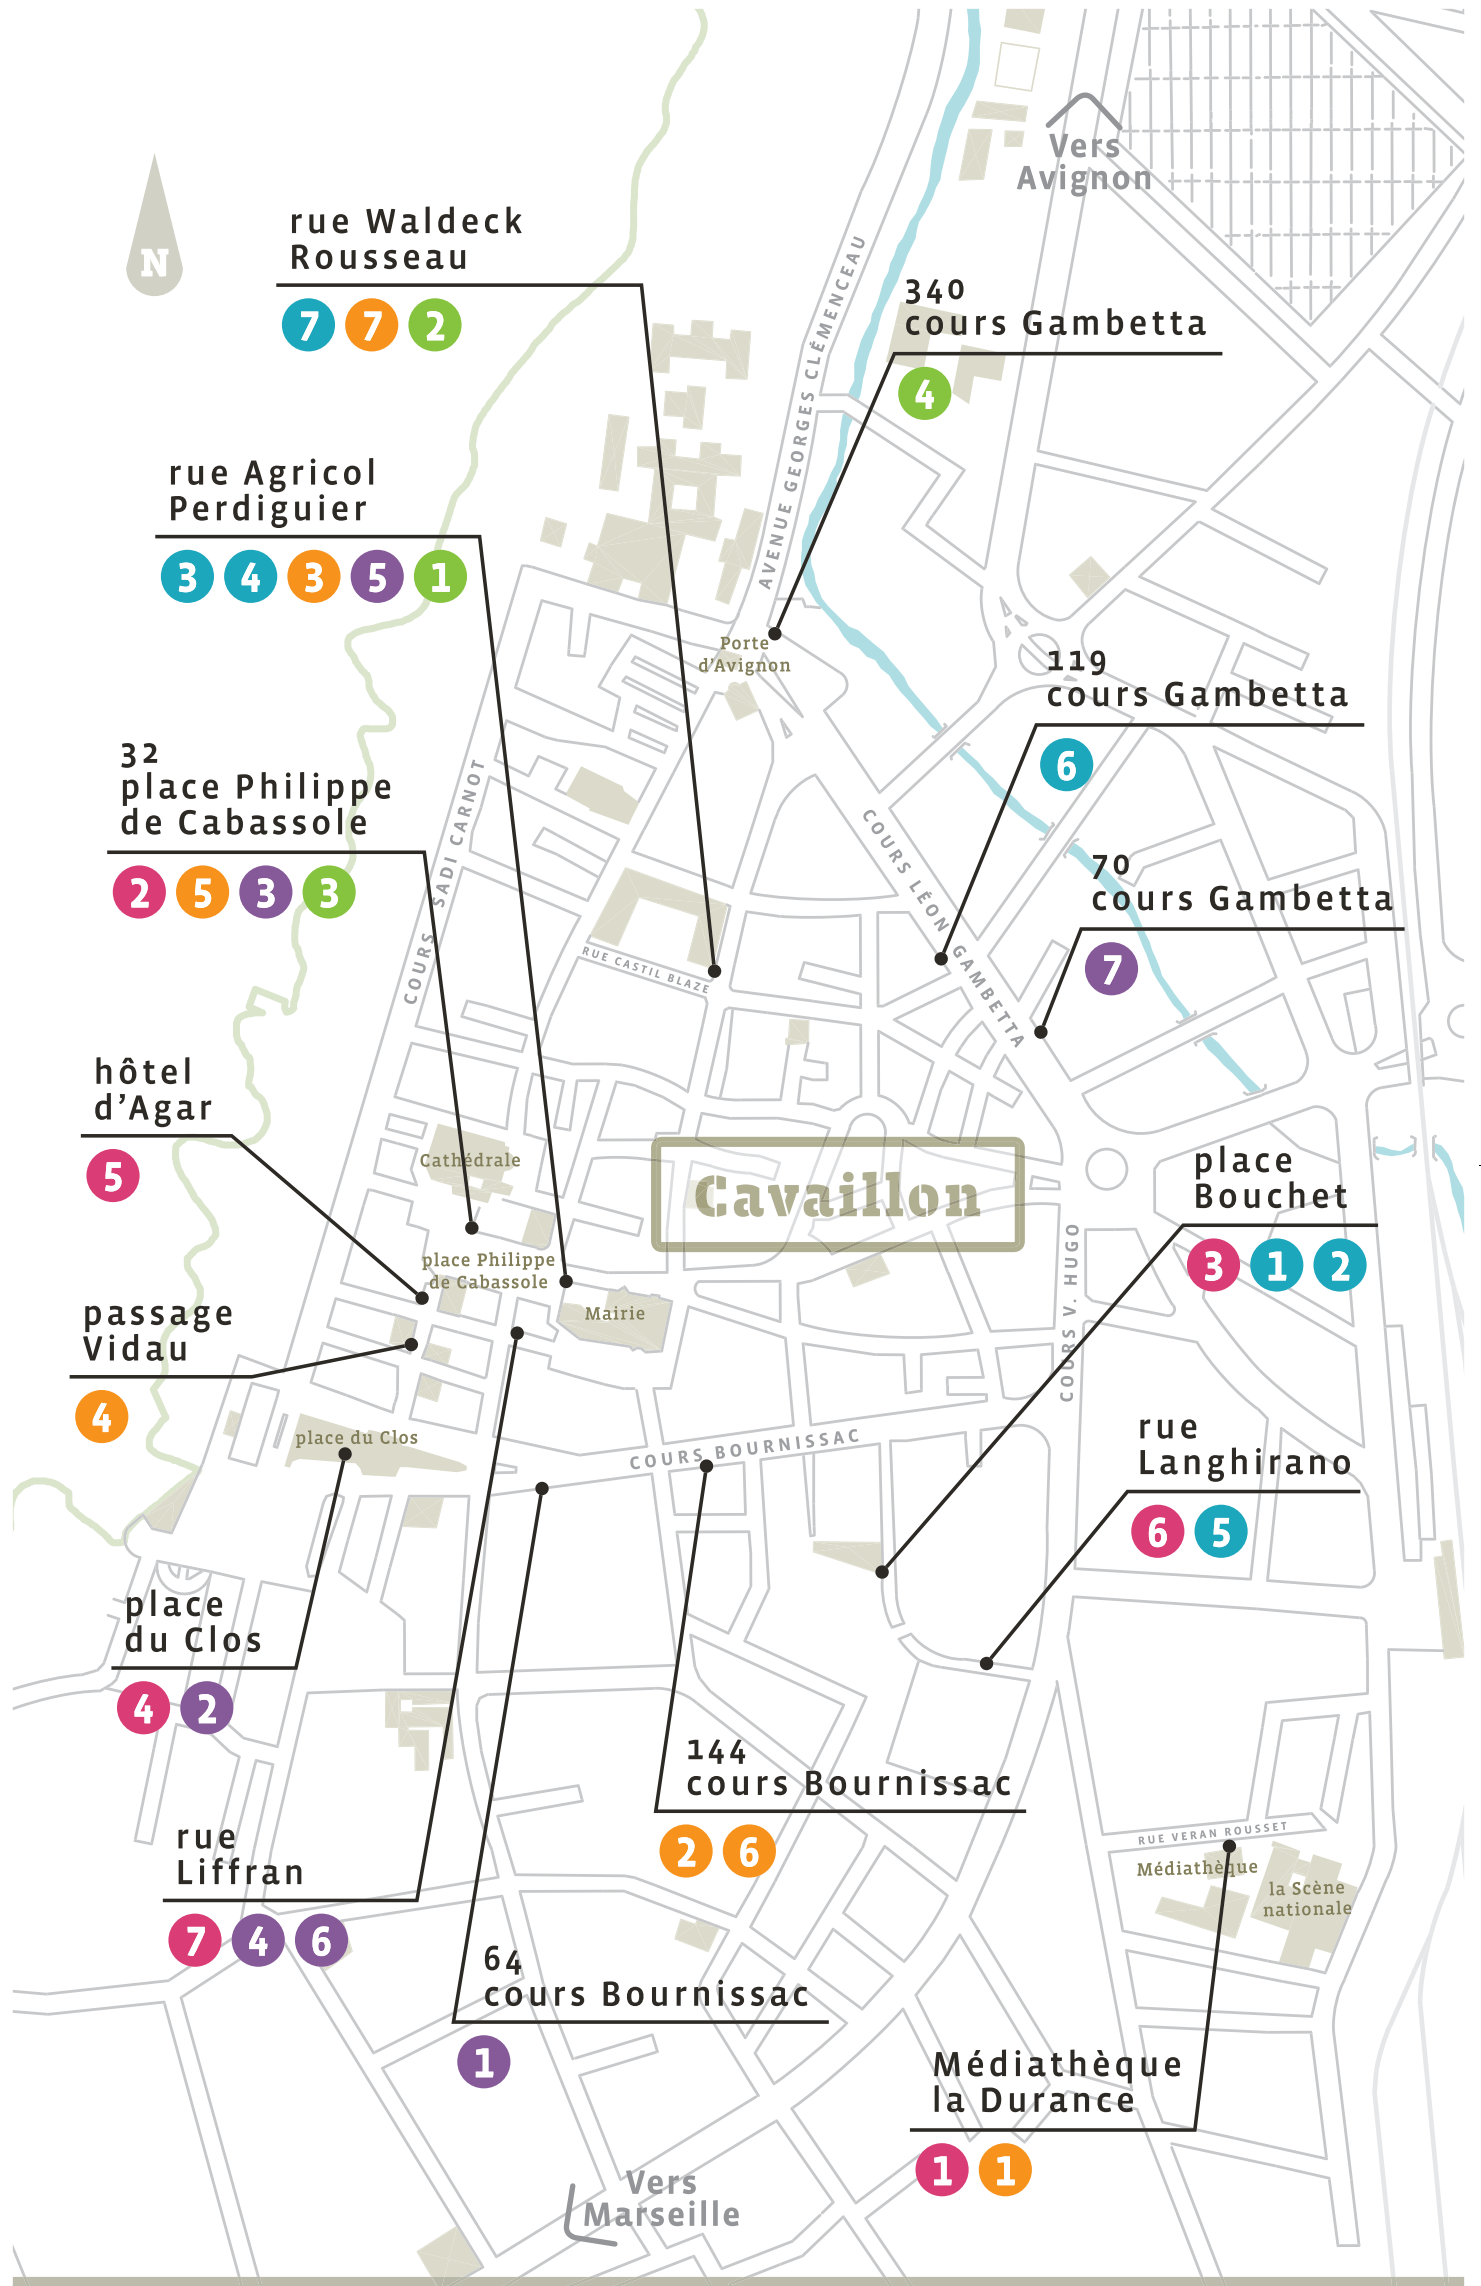 Vers
Avignon
N
rue Waldeck
Rousseau
7 7 2
AVENUE GEORGES CLÉMENCEAU
340
cours Gambetta
4
rue Agricol
Perdiguier
3 4 3 5 1
Porte
d'Avignon
119
cours Gambetta
6
32
place Philippe
de Cabassole
2 5 3 3
COURS SADI CARNOT
COURS LÉON GAMBETTA
70
cours Gambetta
7
RUE CASTIL BLAZE
hôtel
d'Agar
5
Cathédrale
Cavaillon
place
Bouchet
3 1 2
place Philippe
de Cabassole
Mairie
COURS V. HUGO
passage
Vidau
4
place du Clos
COURS BOURNISSAC
rue
Langhirano
6 5
place
du Clos
4 2
144
cours Bournissac
2 6
rue
Liffran
7 4 6
RUE VERAN ROUSSET
Médiathèque
la Scène
nationale
64
cours Bournissac
1
Médiathèque
la Durance
1 1
Vers
Marseille